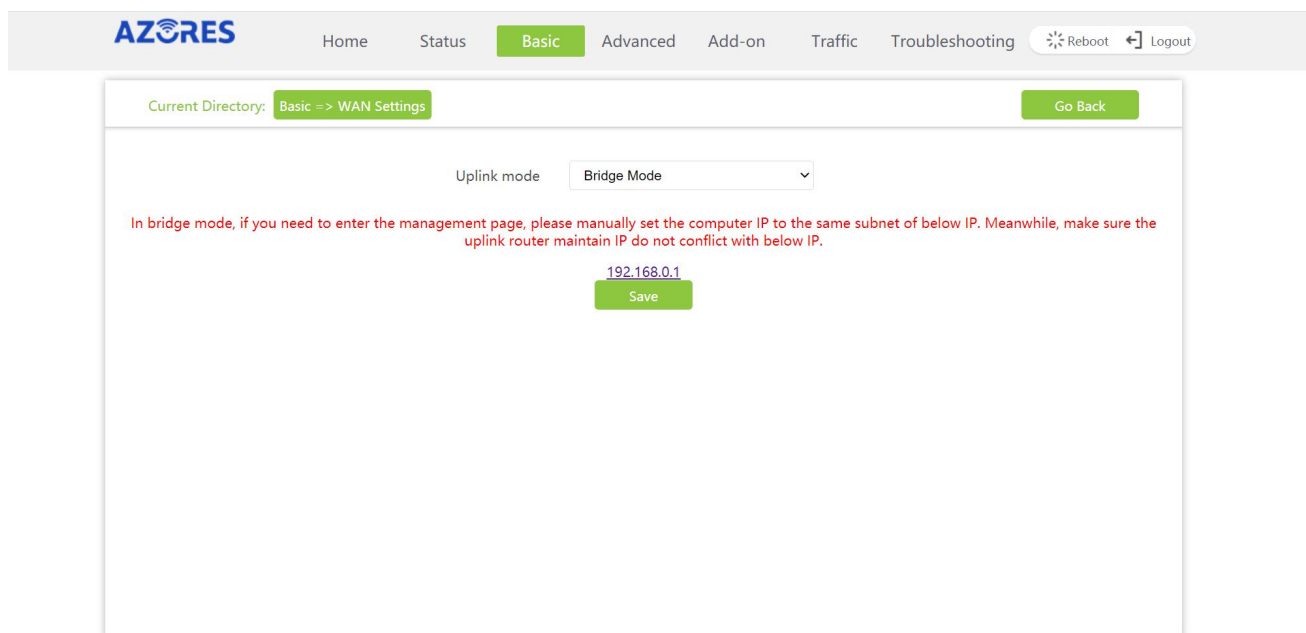 AZORES
Home Status Basic Advanced Add-on Traffic Troubleshooting Reboot Logout
Current Directory: Basic => WAN Settings Go Back
Uplink mode Bridge Mode
In bridge mode, if you need to enter the management page, please manually set the computer IP to the same subnet of below IP. Meanwhile, make sure the
uplink router maintain IP do not conflict with below IP.
192.168.0.1
Save